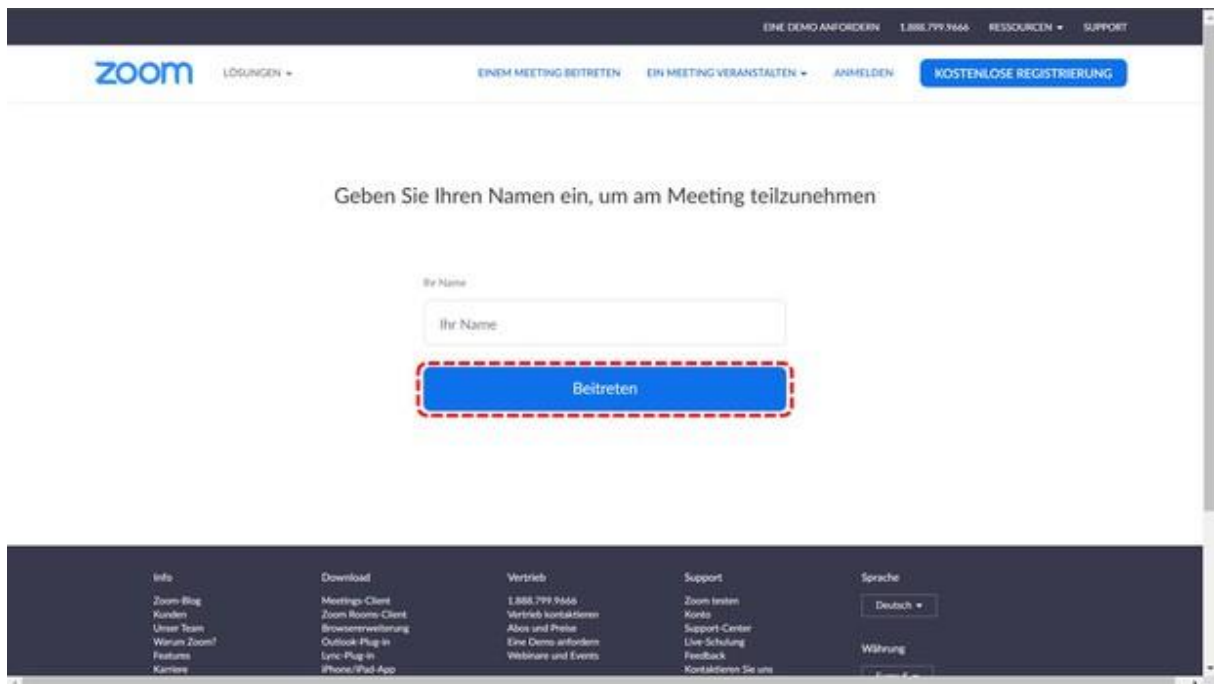 EINE DEMO ANFORDERN 1.888.799.9666 RESSOURCEN SUPPORT
zoom LÖSUNGEN EINEM MEETING BEITRETEN EIN MEETING VERANSTALTEN ANMELDEN KOSTENLOSE REGISTRIERUNG
Geben Sie Ihren Namen ein, um am Meeting teilzunehmen
Ihr Name
Ihr Name
Beitreten
Info
Zoom-Blog
Kunden
Unser Team
Warum Zoom?
Features
Karriere
Download
Meetings-Client
Zoom Rooms-Client
Browsererweiterung
Outlook-Plug-in
Lync-Plug-in
iPhone/iPad-App
Vertrieb
1.888.799.9666
Vertrieb kontaktieren
Abos und Preise
Eine Demo anfordern
Webinare und Events
Support
Zoom testen
Konto
Support-Center
Live-Schulung
Feedback
Kontaktieren Sie uns
Sprache
Deutsch
Währung